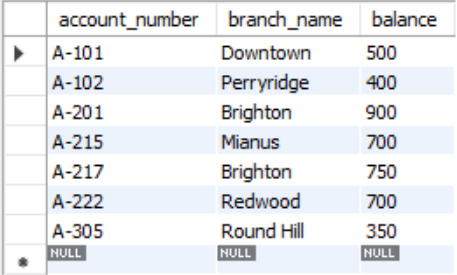 account_number branch_name balance
A-101 Downtown 500
A-102 Perryridge 400
A-201 Brighton 900
A-215 Mianus 700
A-217 Brighton 750
A-222 Redwood 700
A-305 Round Hill 350
NULL NULL NULL